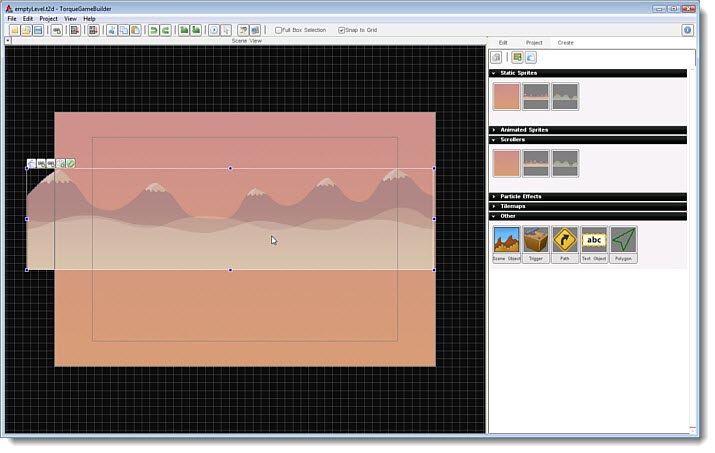 emptyLevel.t2d - TorqueGameBuilder
File Edit Project View Help
Full Box Selection Snap to Grid
Scene View
Edit Project Create
Static Sprites
Animated Sprites
Scrollers
Particle Effects
Tilemaps
Other
abc
Scene Object Trigger Path Text Object Polygon